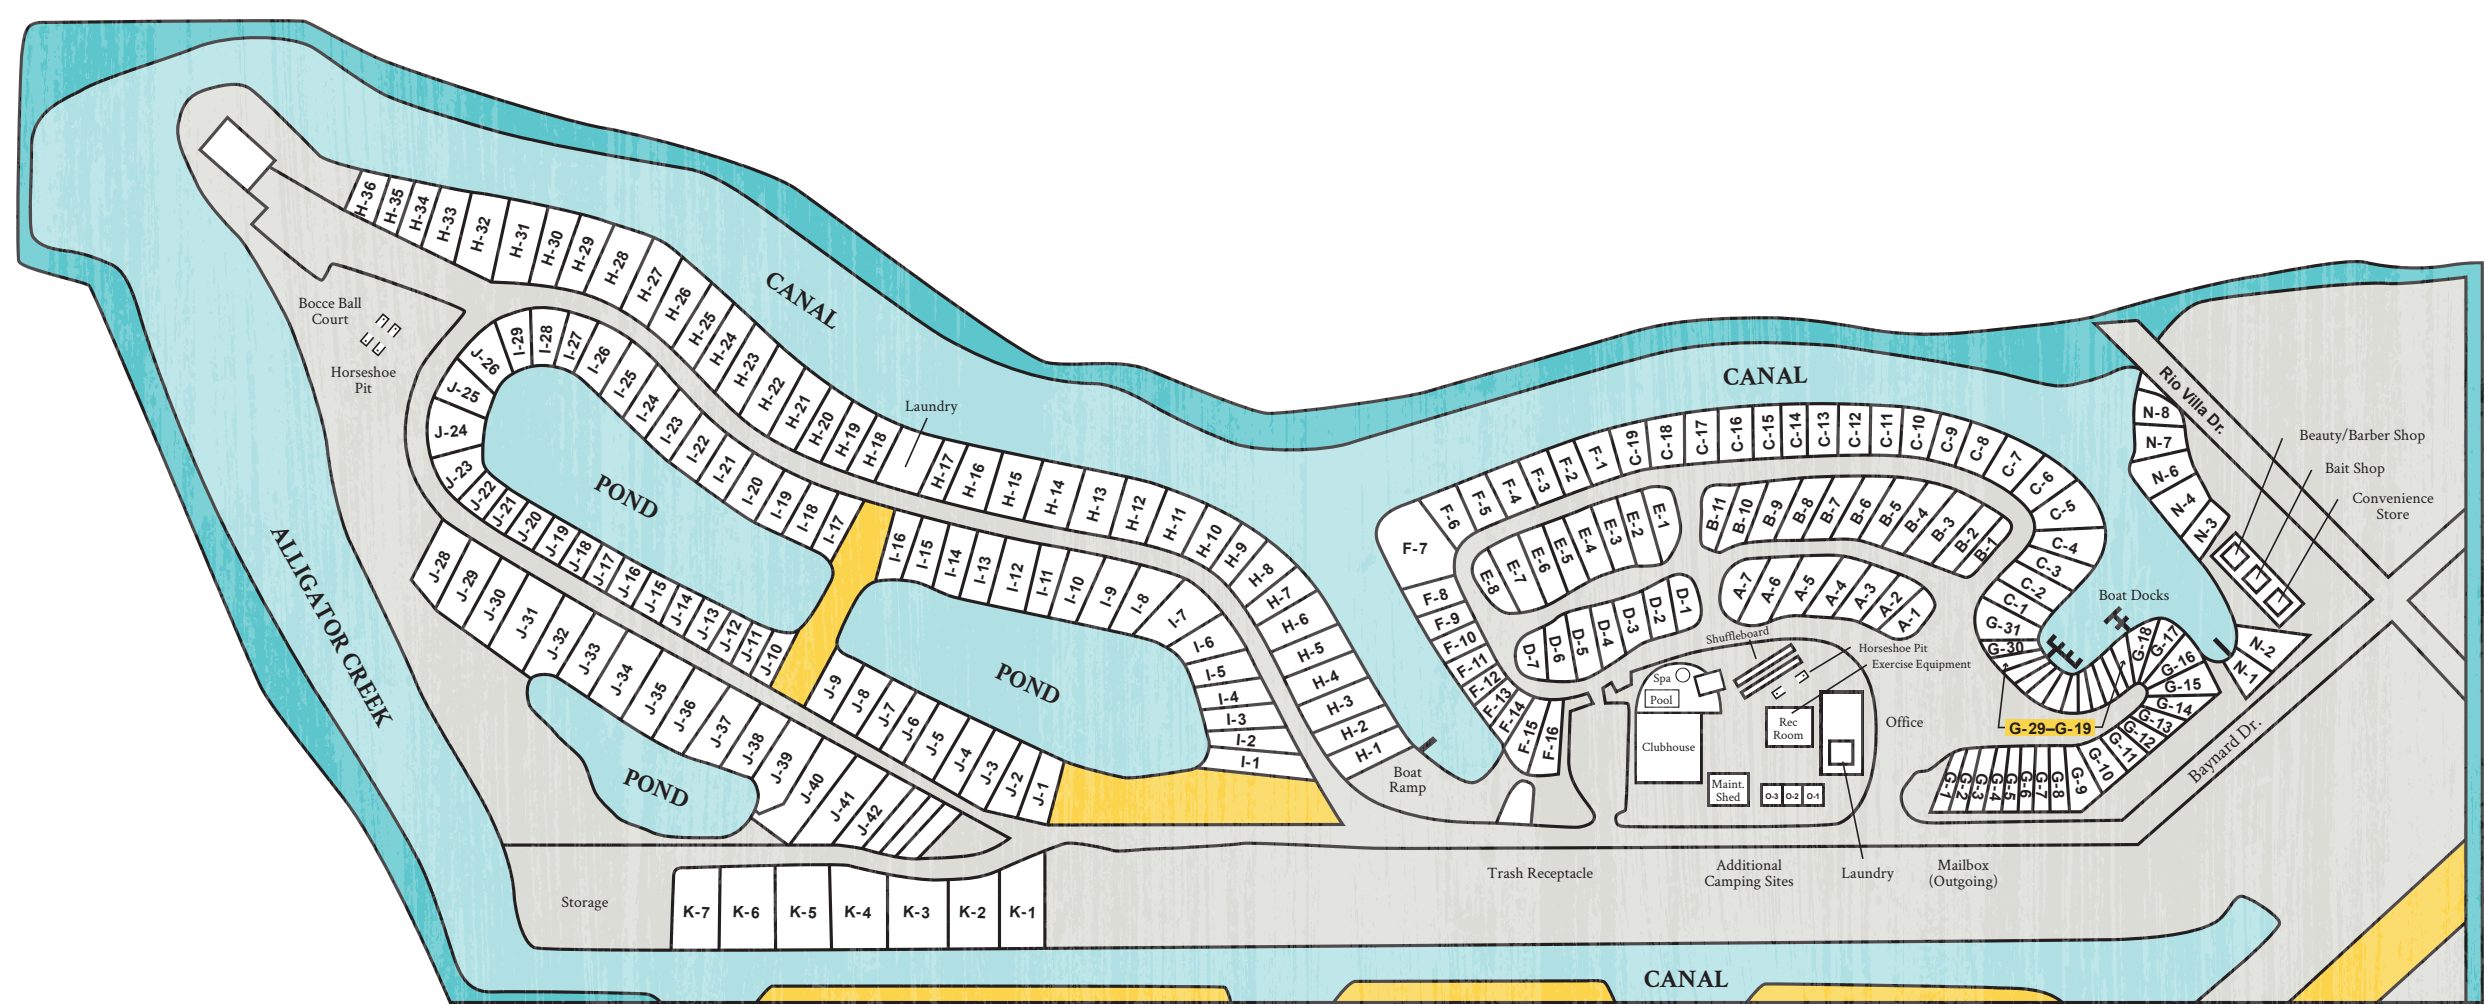 H-36
H-35
H-34
H-33
H-32
H-31
H-30
H-29
H-28
H-27
H-26
H-25
H-24
H-23
H-22
H-21
H-20
H-19
H-18
Laundry
H-17
H-16
H-15
H-14
H-13
H-12
H-11
H-10
H-9
H-8
H-7
H-6
H-5
H-4
H-3
H-2
H-1
CANAL
Bocce Ball
Court
Horseshoe
Pit
ALLIGATOR CREEK
I-29
I-28
I-27
I-26
I-25
I-24
I-23
I-22
I-21
I-20
I-19
I-18
I-17
I-16
I-15
I-14
I-13
I-12
I-11
I-10
I-9
I-8
I-7
I-6
I-5
I-4
I-3
I-2
I-1
J-26
J-25
J-24
J-23
J-22
J-21
J-20
J-19
J-18
J-17
J-16
J-15
J-14
J-13
J-12
J-11
J-10
J-9
J-8
J-7
J-6
J-5
J-4
J-3
J-2
J-1
POND
POND
POND
J-28
J-29
J-30
J-31
J-32
J-33
J-34
J-35
J-36
J-37
J-38
J-39
J-40
J-41
J-42
Storage
K-7
K-6
K-5
K-4
K-3
K-2
K-1
CANAL
F-7
F-6
F-5
F-4
F-3
F-2
F-1
C-19
C-18
C-17
C-16
C-15
C-14
C-13
C-12
C-11
C-10
C-9
C-8
C-7
C-6
C-5
C-4
C-3
C-2
C-1
F-8
F-9
F-10
F-11
F-12
F-13
F-14
F-15
F-16
Boat
Ramp
E-8
E-7
E-6
E-5
E-4
E-3
E-2
E-1
D-7
D-6
D-5
D-4
D-3
D-2
D-1
B-11
B-10
B-9
B-8
B-7
B-6
B-5
B-4
B-3
B-2
B-1
A-7
A-6
A-5
A-4
A-3
A-2
A-1
Shuffleboard
Horseshoe Pit
Exercise Equipment
Spa
Pool
Clubhouse
Rec
Room
Office
Maint.
Shed
O-3
O-2
O-1
Trash Receptacle
Additional
Camping Sites
Laundry
Mailbox
(Outgoing)
G-31
G-30
G-29–G-19
G-18
G-17
G-16
G-15
G-14
G-13
G-12
G-11
G-10
G-9
G-8
G-7
G-6
G-5
G-4
G-3
G-2
G-1
Boat Docks
N-8
N-7
N-6
N-4
N-3
N-2
N-1
Rio Villa Dr.
Baynard Dr.
Beauty/Barber Shop
Bait Shop
Convenience
Store
CANAL